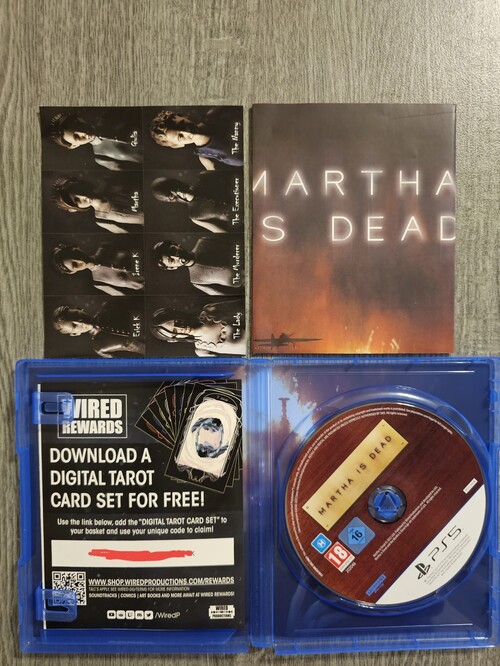 Giulia
The Nanny
Martha
The Executioner
Irene K
The Murderer
Erich K
The Lady
MARTHA
IS DEAD
WIRED
REWARDS
DOWNLOAD A
DIGITAL TAROT
CARD SET FOR FREE!
Use the link below, add the "DIGITAL TAROT CARD SET" to
your basket and use your unique code to claim!
WWW.SHOP.WIREDPRODUCTIONS.COM/REWARDS
SOUNDTRACKS | COMICS | ART BOOKS AND MORE AWAIT AT WIRED REWARDS!
/WiredP
WIRED
PRODUCTIONS
MARTHA IS DEAD
18
16
PS5